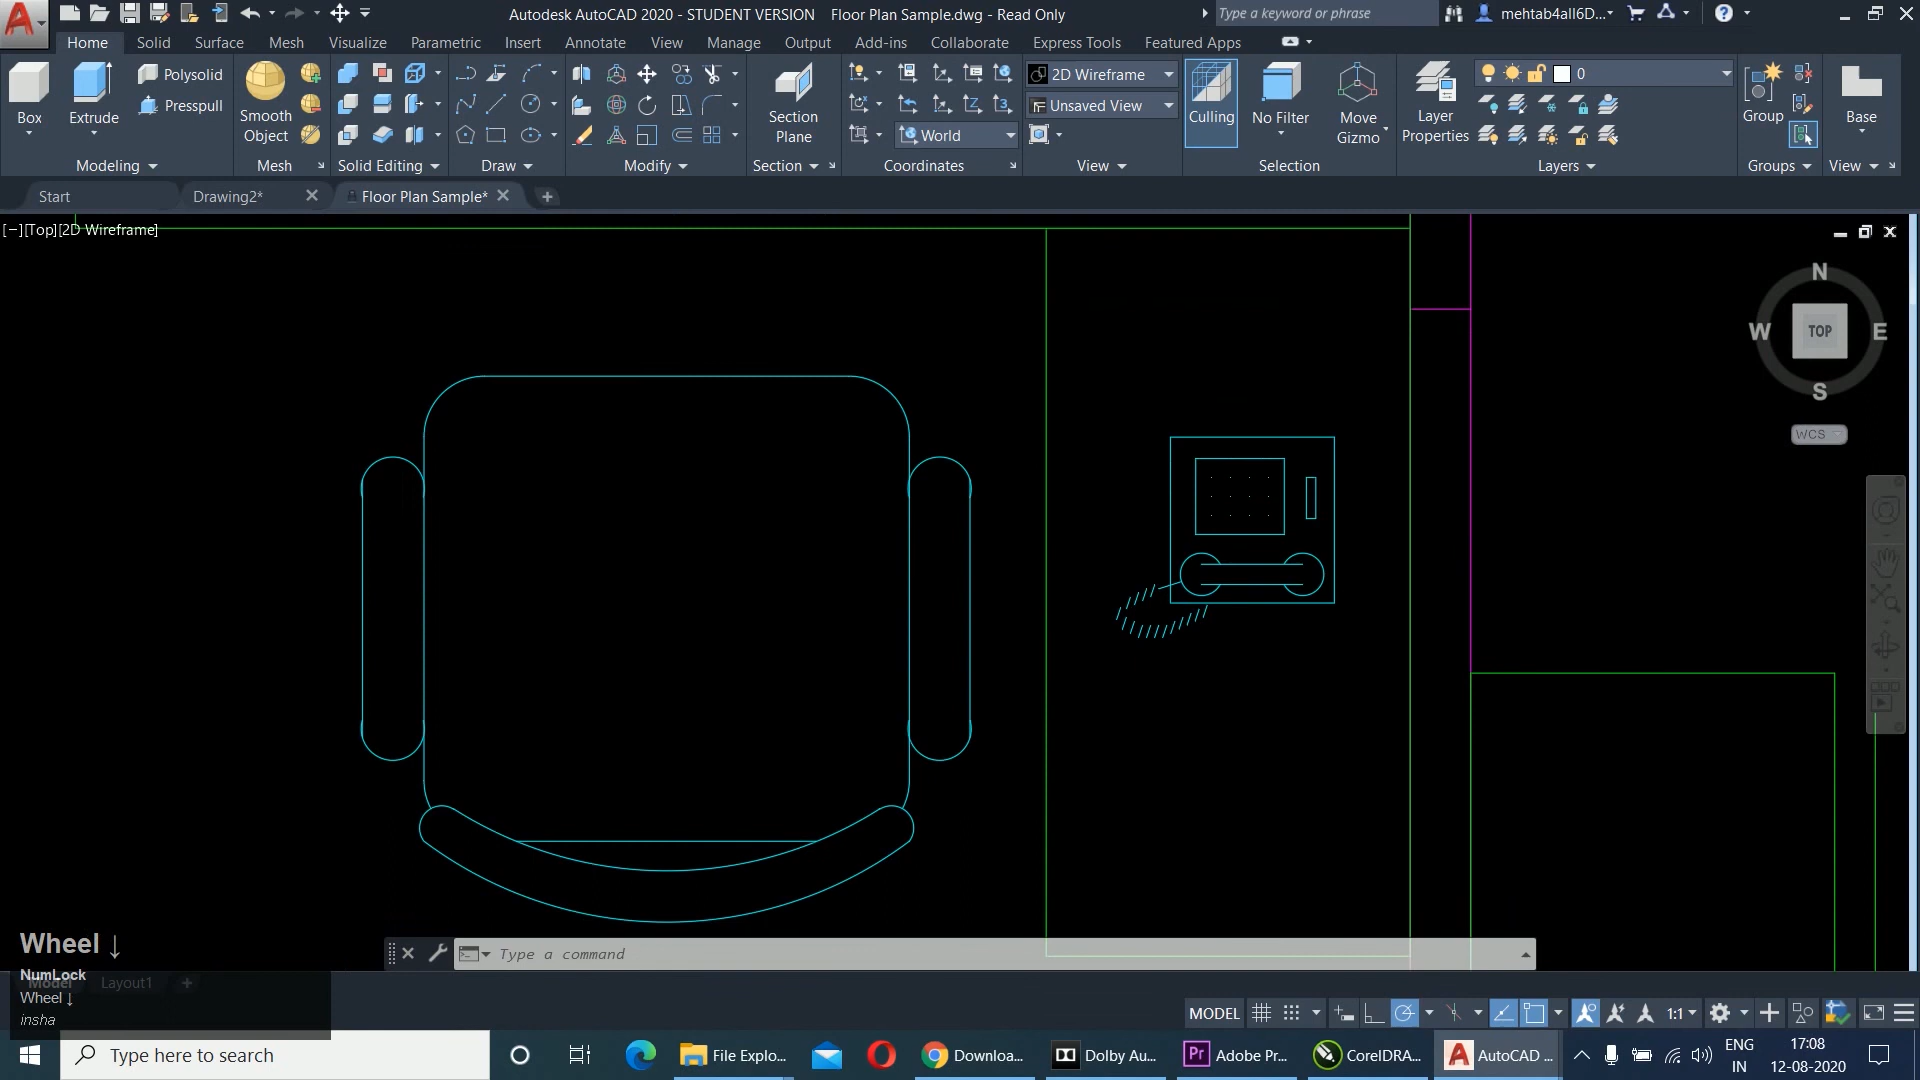 Autodesk AutoCAD 2020 - STUDENT VERSION Floor Plan Sample.dwg - Read Only
Type a keyword or phrase
mehtab4all6D...
Home Solid Surface Mesh Visualize Parametric Insert Annotate View Manage Output Add-ins Collaborate Express Tools Featured Apps
Box
Extrude
Polysolid
Presspull
Smooth Object
Section Plane
World
2D Wireframe
Unsaved View
Culling
No Filter
Move Gizmo
Layer Properties
0
Group
Base
Modeling Mesh Solid Editing Draw Modify Section Coordinates View Selection Layers Groups View
Start Drawing2* Floor Plan Sample*
[−][Top][2D Wireframe]
N
W TOP E
S
WCS
Wheel ↓
NumLock
Wheel ↓
insha
Type a command
Model Layout1
MODEL 1:1
Type here to search
File Explo...
Downloa...
Dolby Au...
Adobe Pr...
CorelDRA...
AutoCAD ...
ENG
IN
17:08
12-08-2020